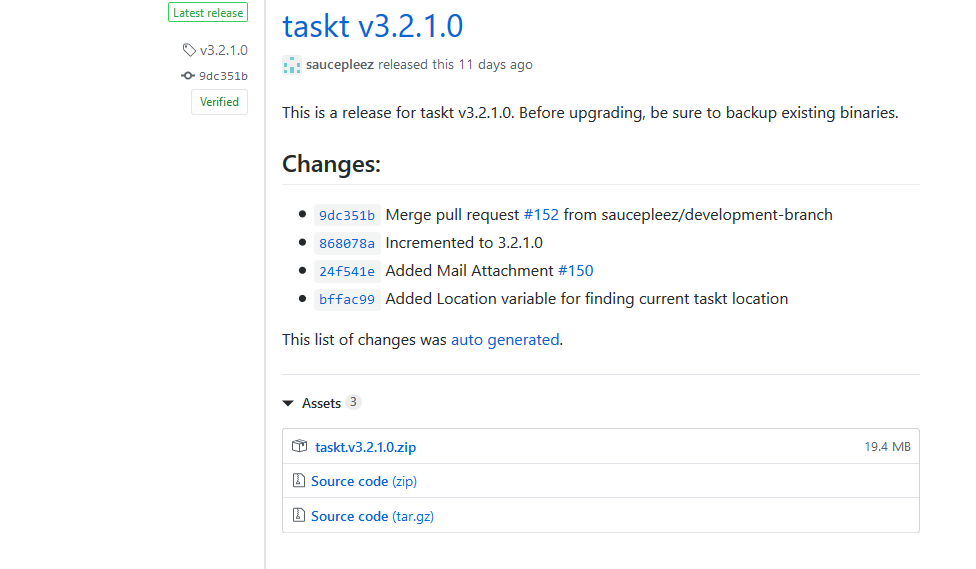 Latest release
v3.2.1.0
9dc351b
Verified
taskt v3.2.1.0
saucepleez released this 11 days ago
This is a release for taskt v3.2.1.0. Before upgrading, be sure to backup existing binaries.
Changes:
9dc351b Merge pull request #152 from saucepleez/development-branch
868078a Incremented to 3.2.1.0
24f541e Added Mail Attachment #150
bffac99 Added Location variable for finding current taskt location
This list of changes was auto generated.
Assets 3
taskt.v3.2.1.0.zip 19.4 MB
Source code (zip)
Source code (tar.gz)